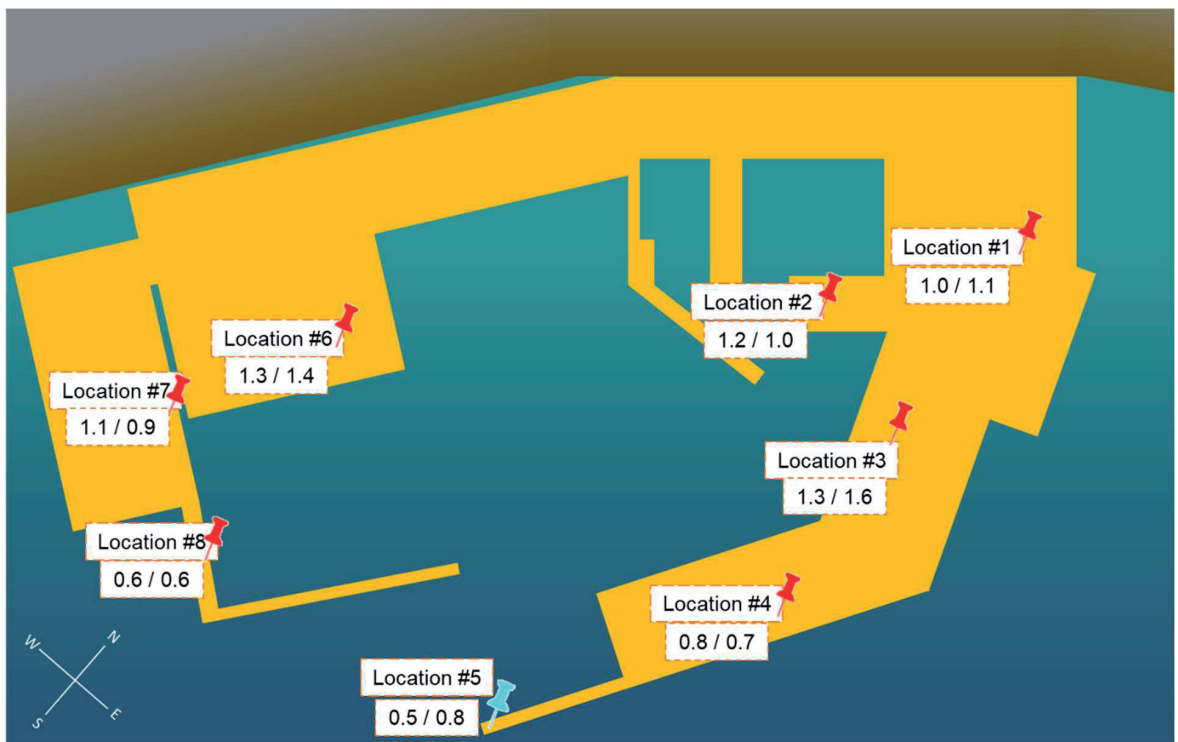 Location #1
1.0 / 1.1
Location #2
1.2 / 1.0
Location #6
1.3 / 1.4
Location #7
1.1 / 0.9
Location #3
1.3 / 1.6
Location #8
0.6 / 0.6
Location #4
0.8 / 0.7
Location #5
0.5 / 0.8
N
W
S
E